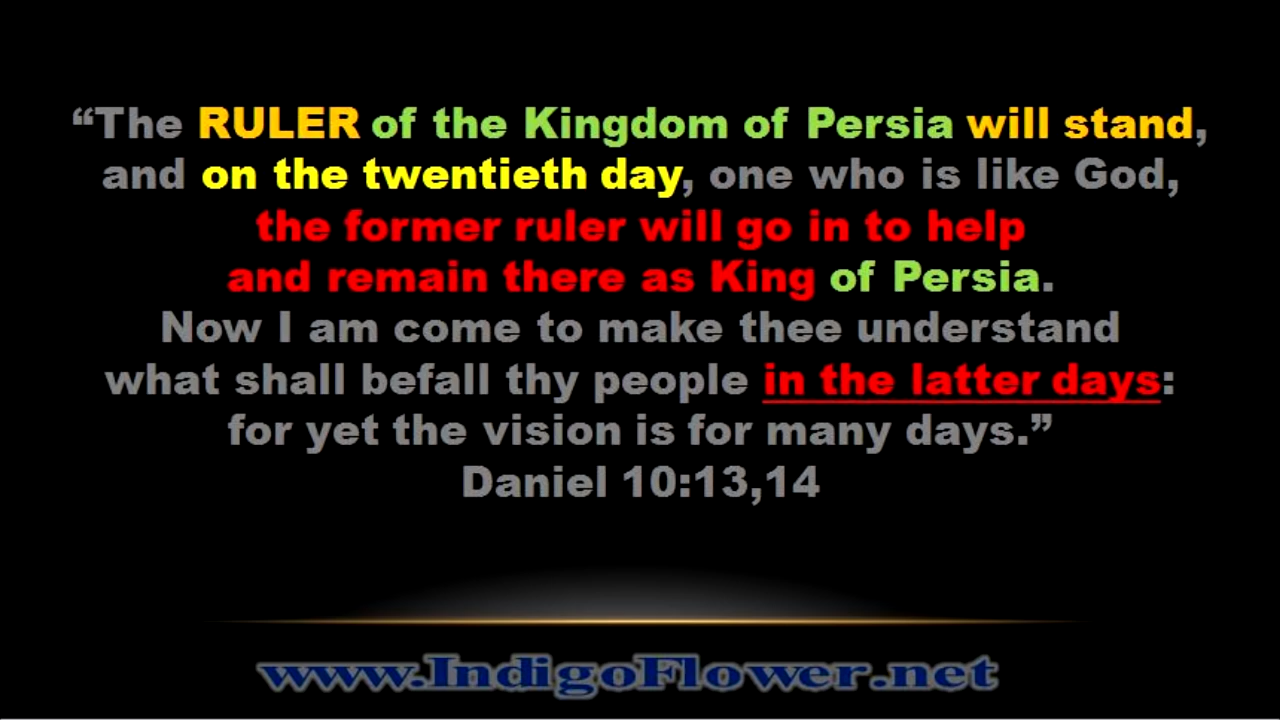 “The RULER of the Kingdom of Persia will stand,
and on the twentieth day, one who is like God,
the former ruler will go in to help
and remain there as King of Persia.
Now I am come to make thee understand
what shall befall thy people in the latter days:
for yet the vision is for many days.”
Daniel 10:13,14
www.IndigoFlower.net